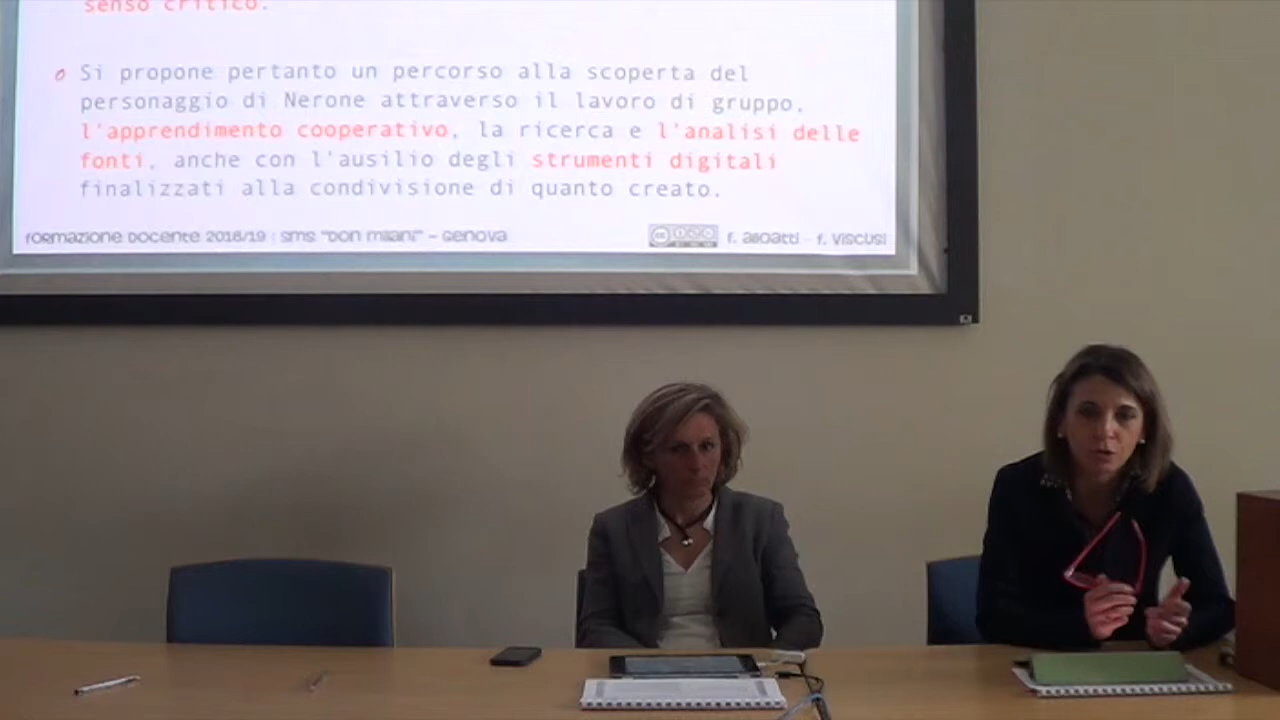 senso critico.
Si propone pertanto un percorso alla scoperta del
personaggio di Nerone attraverso il lavoro di gruppo,
l'apprendimento cooperativo, la ricerca e l'analisi delle
fonti, anche con l'ausilio degli strumenti digitali
finalizzati alla condivisione di quanto creato.
Formazione Docente 2018/19 : SMS "Don Milani" - Genova
cc F. Alloatti - F. Viscusi